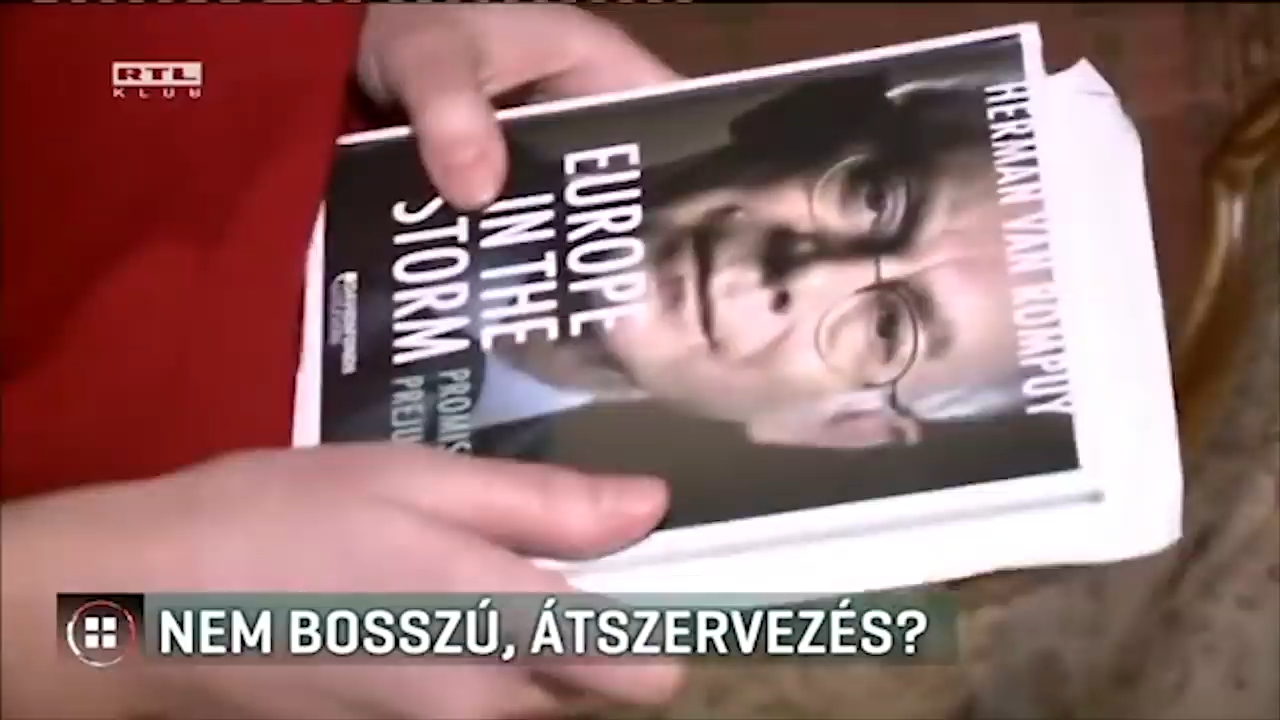 RTL
KLUB
HERMAN VAN ROMPUY
EUROPE
IN THE
STORM
NEM BOSSZÚ, ÁTSZERVEZÉS?